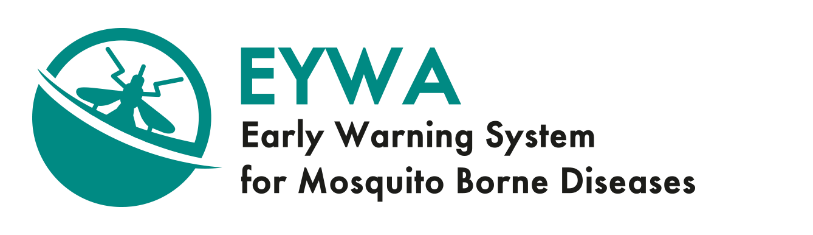 EYWA
Early Warning System
for Mosquito Borne Diseases